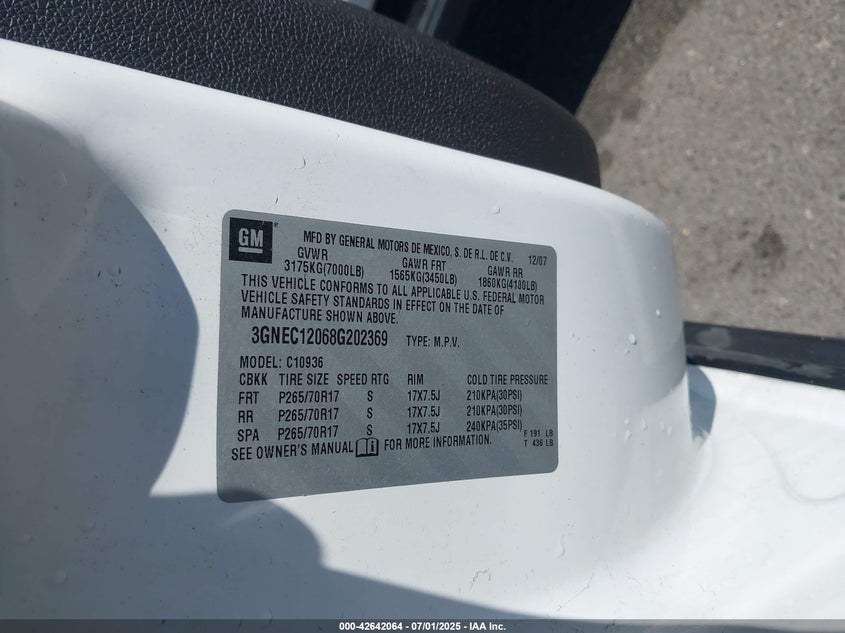 GM ®
MFD BY GENERAL MOTORS DE MEXICO, S. DE R.L. DE C.V. 12/07
GVWR GAWR FRT GAWR RR
3175KG(7000LB) 1565KG(3450LB) 1860KG(4100LB)
THIS VEHICLE CONFORMS TO ALL APPLICABLE U.S. FEDERAL MOTOR
VEHICLE SAFETY STANDARDS IN EFFECT ON THE DATE OF
MANUFACTURE SHOWN ABOVE.
3GNEC12068G202369 TYPE: M.P.V.
MODEL: C10936
CBKK TIRE SIZE SPEED RTG RIM COLD TIRE PRESSURE
FRT P265/70R17 S 17X7.5J 210KPA(30PSI)
RR P265/70R17 S 17X7.5J 210KPA(30PSI)
SPA P265/70R17 S 17X7.5J 240KPA(35PSI)
SEE OWNER'S MANUAL FOR MORE INFORMATION.
F 191 LB
T 436 LB
000-42642064 / 07/01/2025 - IAA Inc.